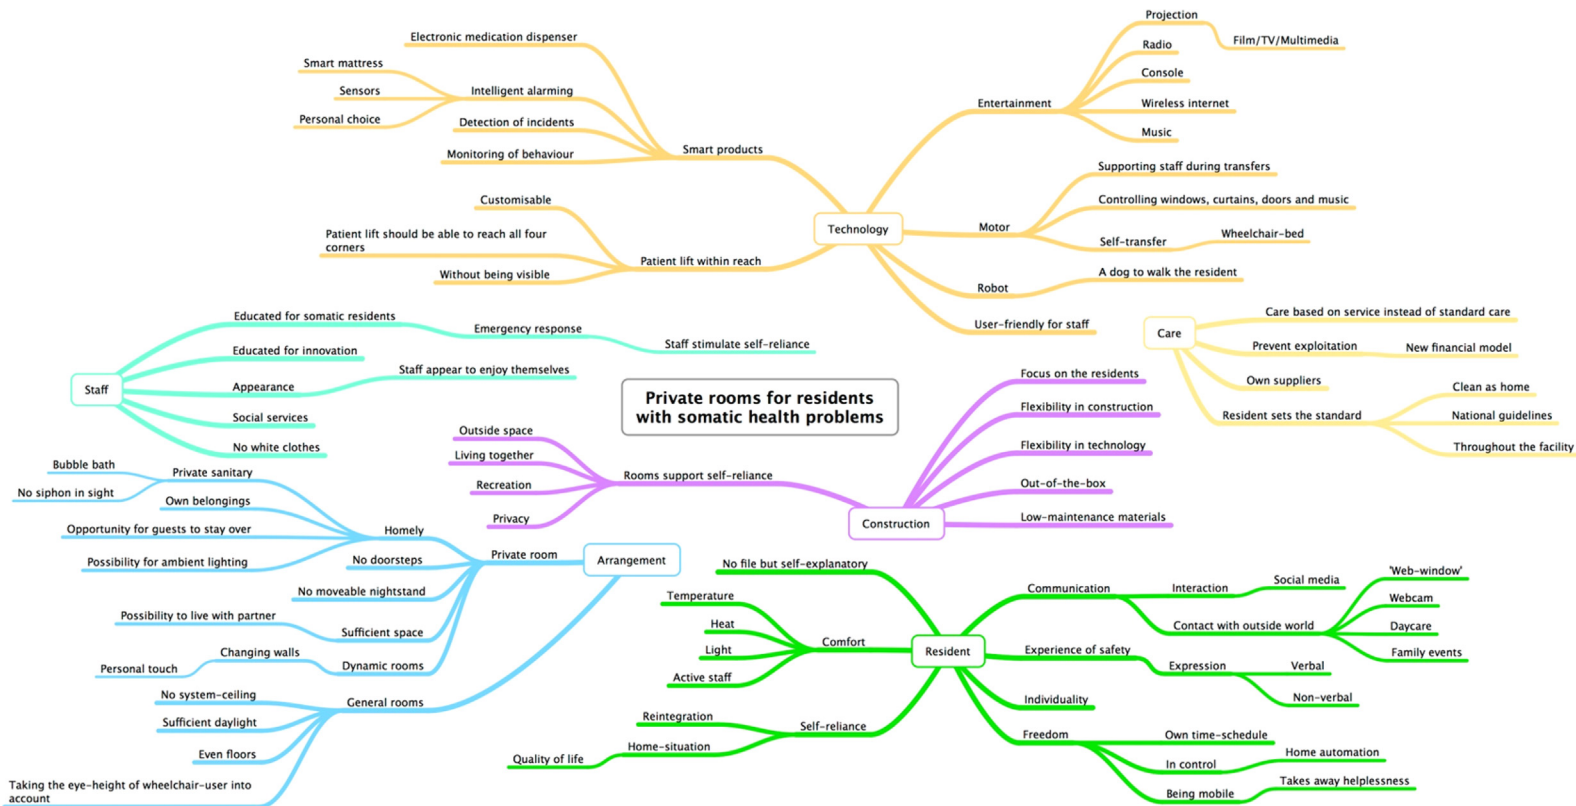 Private rooms for residents
with somatic health problems
Technology
Smart products
Electronic medication dispenser
Intelligent alarming
Smart mattress
Sensors
Personal choice
Detection of incidents
Monitoring of behaviour
Patient lift within reach
Customisable
Patient lift should be able to reach all four
corners
Without being visible
Entertainment
Projection
Film/TV/Multimedia
Radio
Console
Wireless internet
Music
Motor
Supporting staff during transfers
Controlling windows, curtains, doors and music
Self-transfer
Wheelchair-bed
Robot
A dog to walk the resident
User-friendly for staff
Care
Care based on service instead of standard care
Prevent exploitation
New financial model
Own suppliers
Resident sets the standard
Clean as home
National guidelines
Throughout the facility
Staff
Educated for somatic residents
Emergency response
Staff stimulate self-reliance
Educated for innovation
Appearance
Staff appear to enjoy themselves
Social services
No white clothes
Construction
Rooms support self-reliance
Outside space
Living together
Recreation
Privacy
Focus on the residents
Flexibility in construction
Flexibility in technology
Out-of-the-box
Low-maintenance materials
Arrangement
Private room
Homely
Private sanitary
Bubble bath
No siphon in sight
Own belongings
Opportunity for guests to stay over
Possibility for ambient lighting
No doorsteps
No moveable nightstand
Sufficient space
Possibility to live with partner
Dynamic rooms
Changing walls
Personal touch
General rooms
No system-ceiling
Sufficient daylight
Even floors
Taking the eye-height of wheelchair-user into
account
Resident
No file but self-explanatory
Comfort
Temperature
Heat
Light
Active staff
Self-reliance
Reintegration
Home-situation
Quality of life
Communication
Interaction
Social media
Contact with outside world
'Web-window'
Webcam
Daycare
Family events
Experience of safety
Expression
Verbal
Non-verbal
Individuality
Freedom
Own time-schedule
In control
Home automation
Being mobile
Takes away helplessness